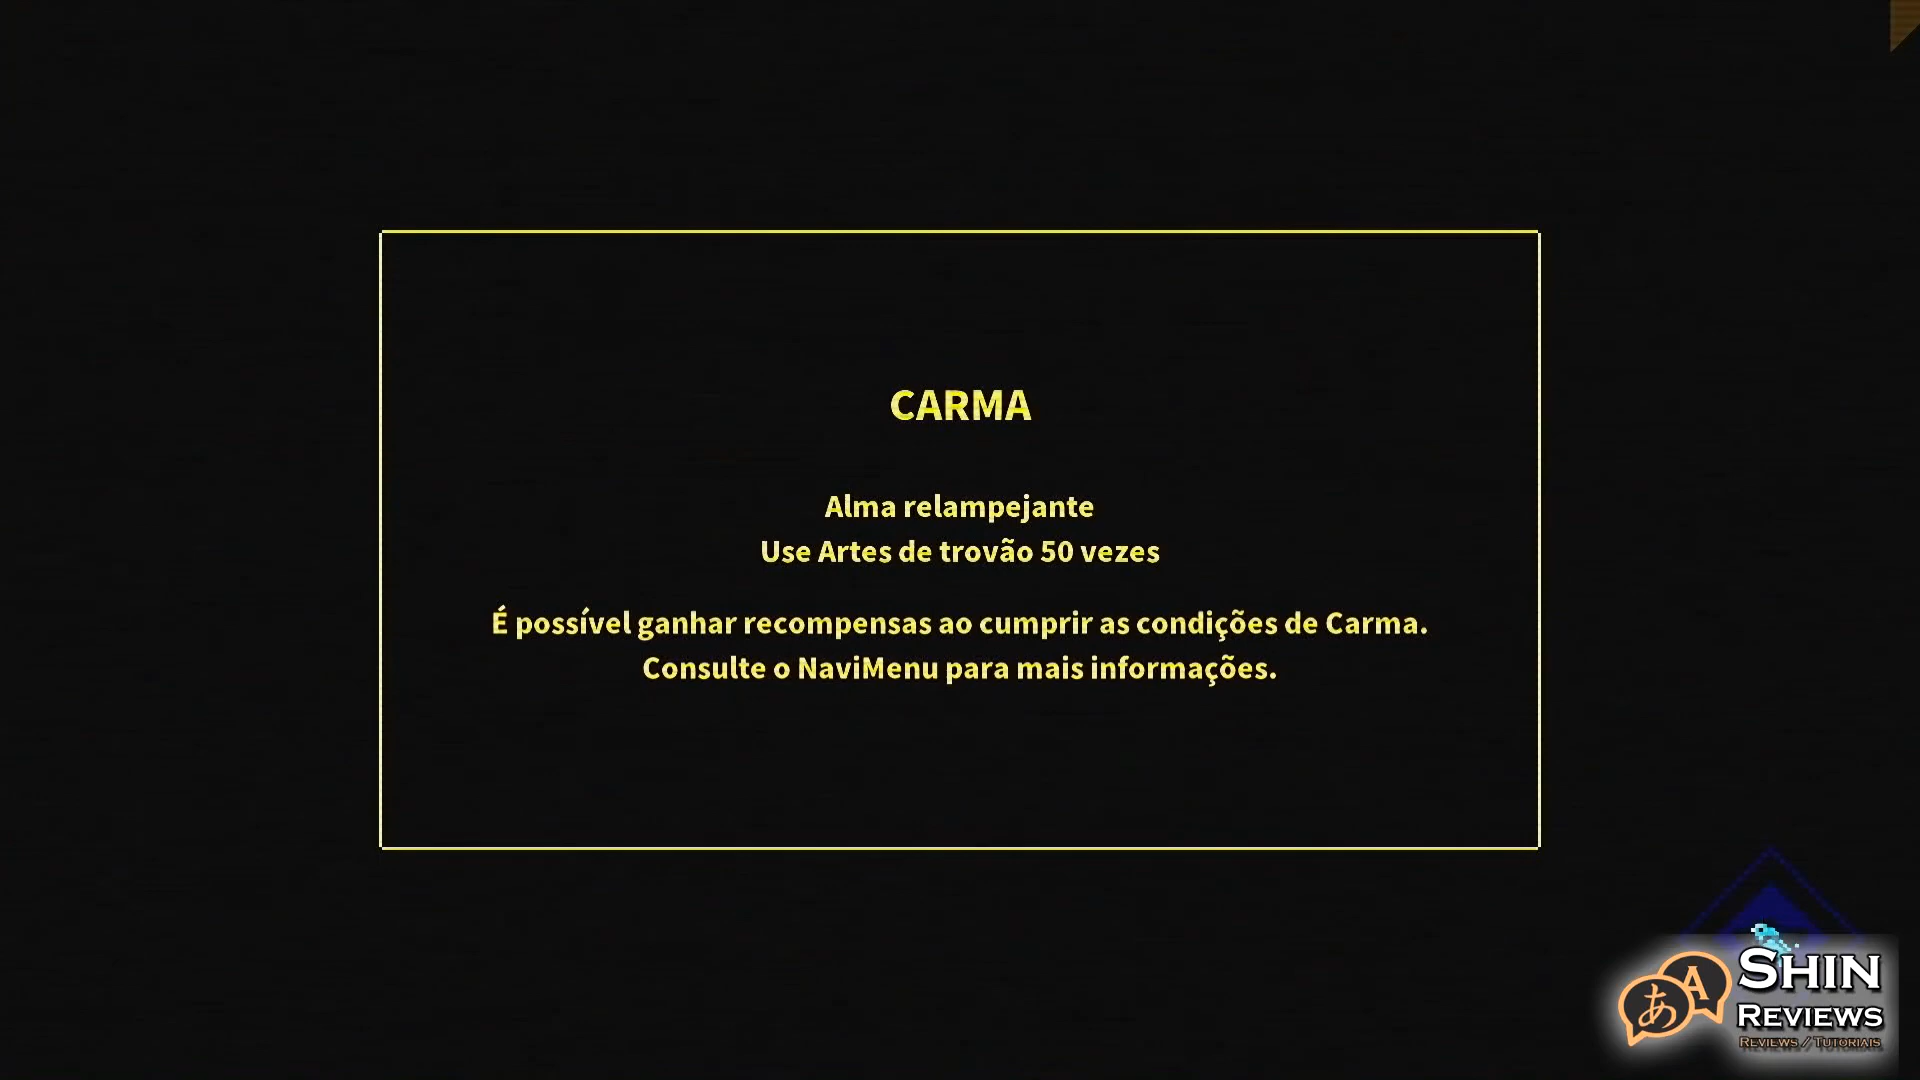 CARMA
Alma relampejante
Use Artes de trovão 50 vezes
É possível ganhar recompensas ao cumprir as condições de Carma.
Consulte o NaviMenu para mais informações.
あ A
SHIN
REVIEWS
REVIEWS / TUTORIAIS